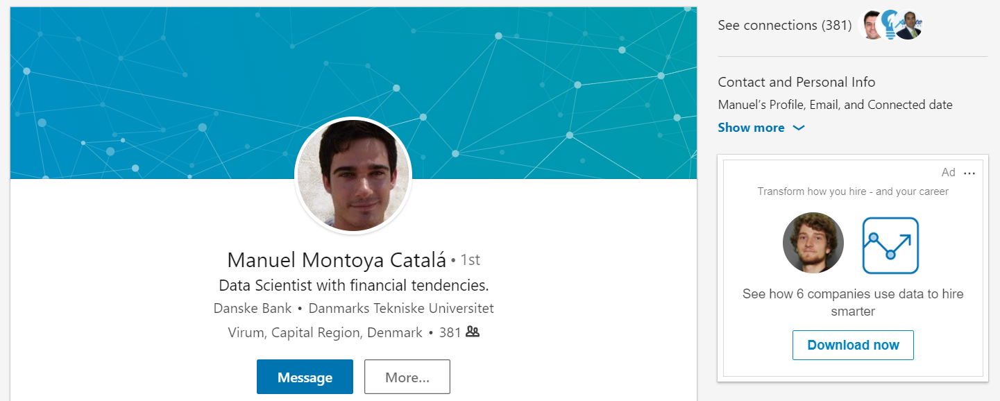 See connections (381)
Contact and Personal Info
Manuel's Profile, Email, and Connected date
Show more
Ad ...
Transform how you hire - and your career
See how 6 companies use data to hire
smarter
Download now
Manuel Montoya Catalá • 1st
Data Scientist with financial tendencies.
Danske Bank • Danmarks Tekniske Universitet
Virum, Capital Region, Denmark • 381
Message
More...